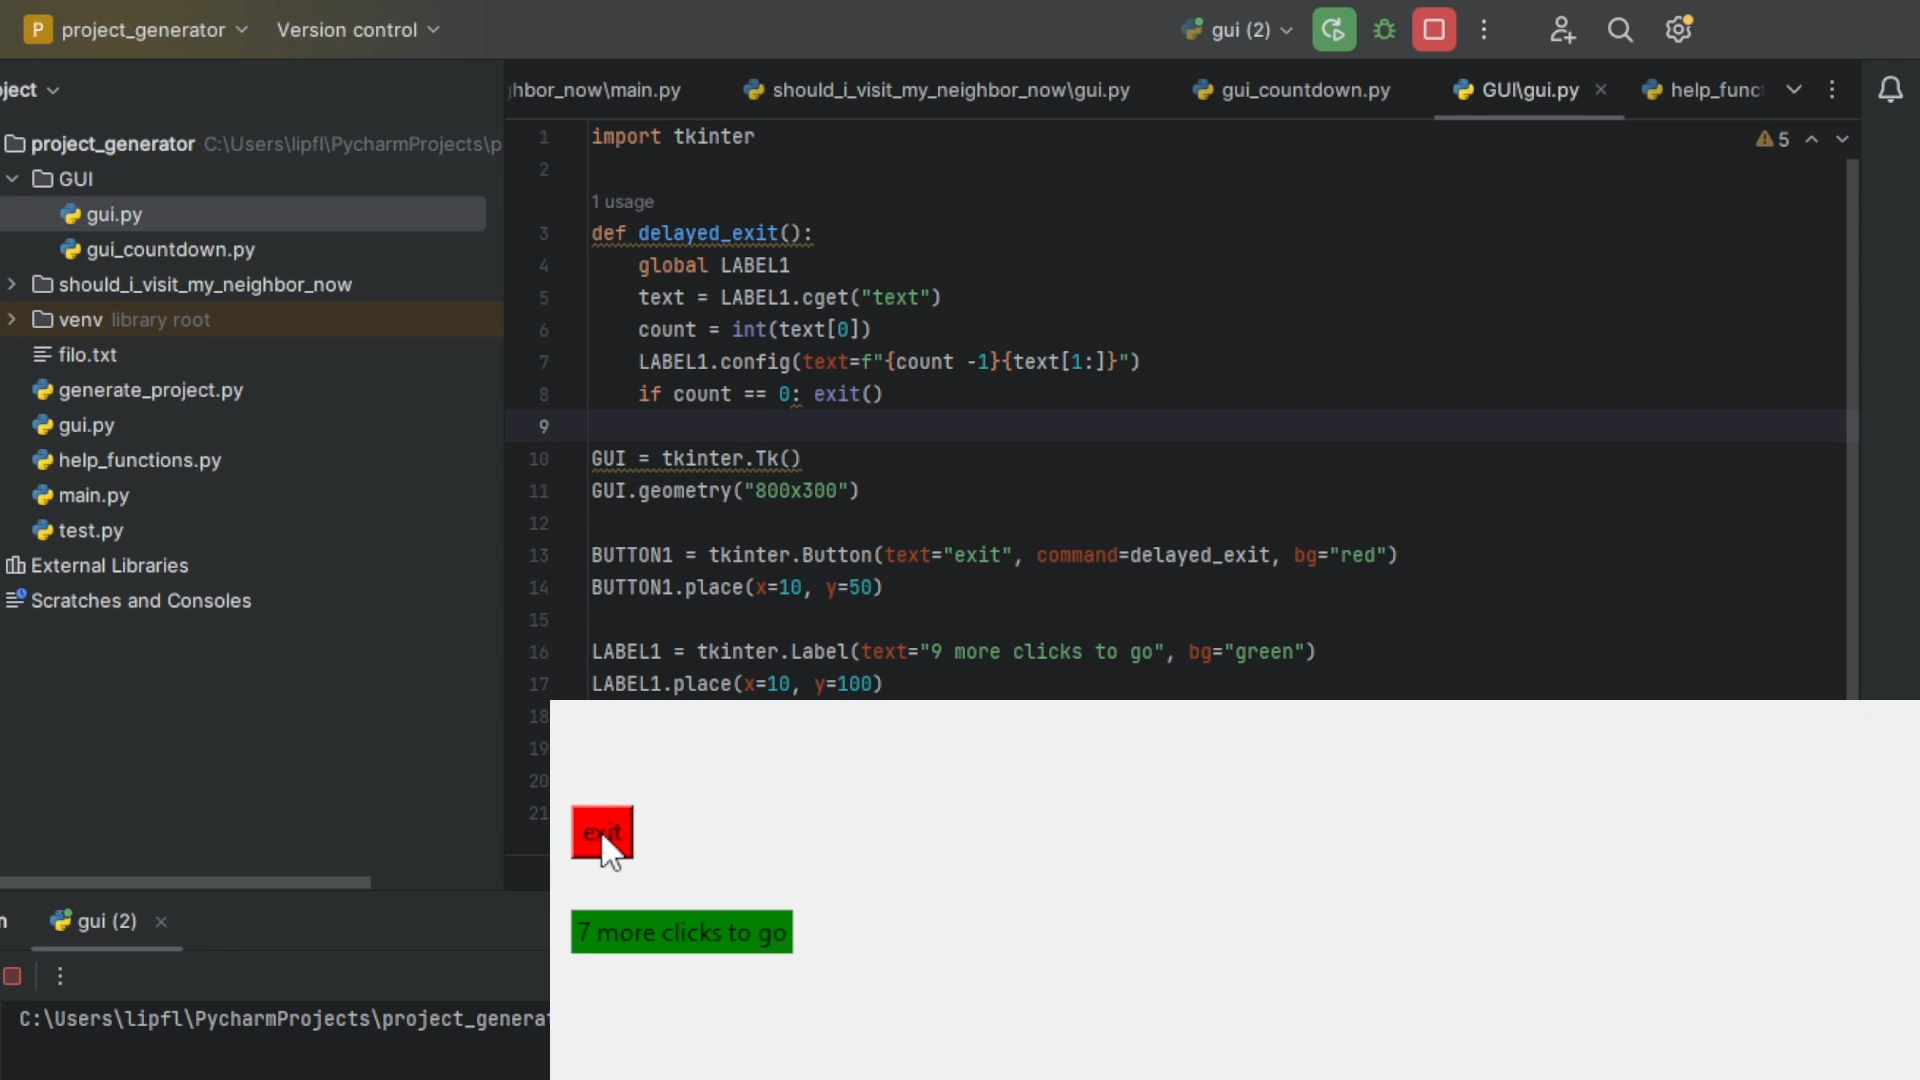 P project_generator Version control gui (2)
ject
hbor_now\main.py should_i_visit_my_neighbor_now\gui.py gui_countdown.py GUI\gui.py help_func
project_generator C:\Users\lipfl\PycharmProjects\p
GUI
gui.py
gui_countdown.py
should_i_visit_my_neighbor_now
venv library root
filo.txt
generate_project.py
gui.py
help_functions.py
main.py
test.py
External Libraries
Scratches and Consoles
5
1 import tkinter
2
1 usage
3 def delayed_exit():
4 global LABEL1
5 text = LABEL1.cget("text")
6 count = int(text[0])
7 LABEL1.config(text=f"{count -1}{text[1:]}")
8 if count == 0: exit()
9
10 GUI = tkinter.Tk()
11 GUI.geometry("800x300")
12
13 BUTTON1 = tkinter.Button(text="exit", command=delayed_exit, bg="red")
14 BUTTON1.place(x=10, y=50)
15
16 LABEL1 = tkinter.Label(text="9 more clicks to go", bg="green")
17 LABEL1.place(x=10, y=100)
18
19
20
21
exit
7 more clicks to go
n gui (2)
C:\Users\lipfl\PycharmProjects\project_generat